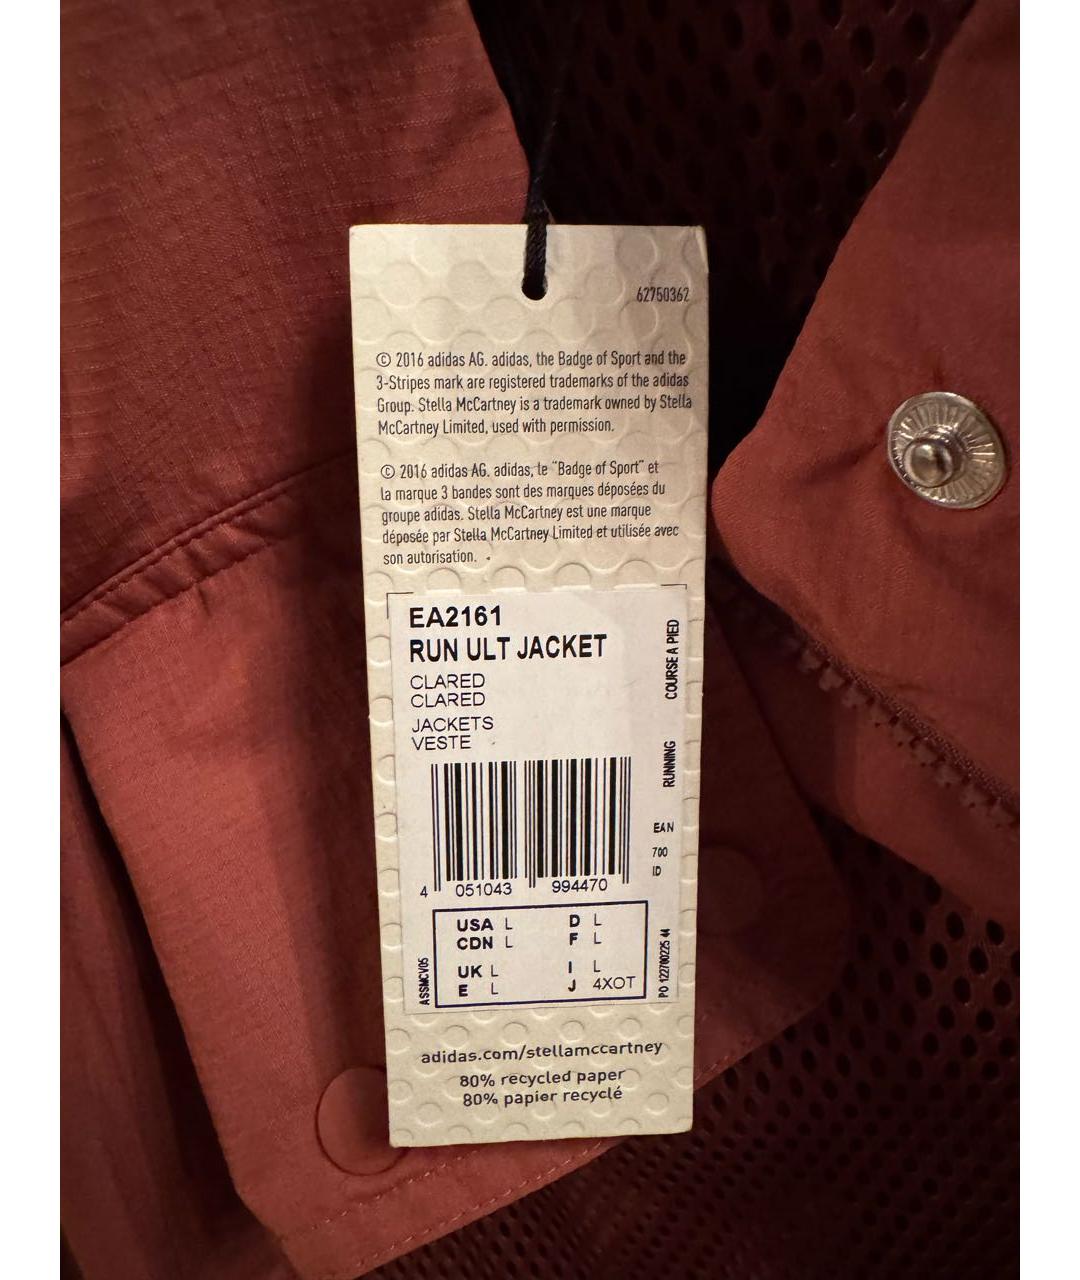 62750362
© 2016 adidas AG. adidas, the Badge of Sport and the
3-Stripes mark are registered trademarks of the adidas
Group. Stella McCartney is a trademark owned by Stella
McCartney Limited, used with permission.
© 2016 adidas AG. adidas, le "Badge of Sport" et
la marque 3 bandes sont des marques déposées du
groupe adidas. Stella McCartney est une marque
déposée par Stella McCartney Limited et utilisée avec
son autorisation.
EA2161
RUN ULT JACKET
CLARED
CLARED
JACKETS
VESTE
COURSE A PIED
RUNNING
EAN
700
ID
4 051043 994470
USA L D L
CDN L F L
UK L I L
E L J 4XOT
ASSMCV05
PO 122700225 44
adidas.com/stellamccartney
80% recycled paper
80% papier recyclé